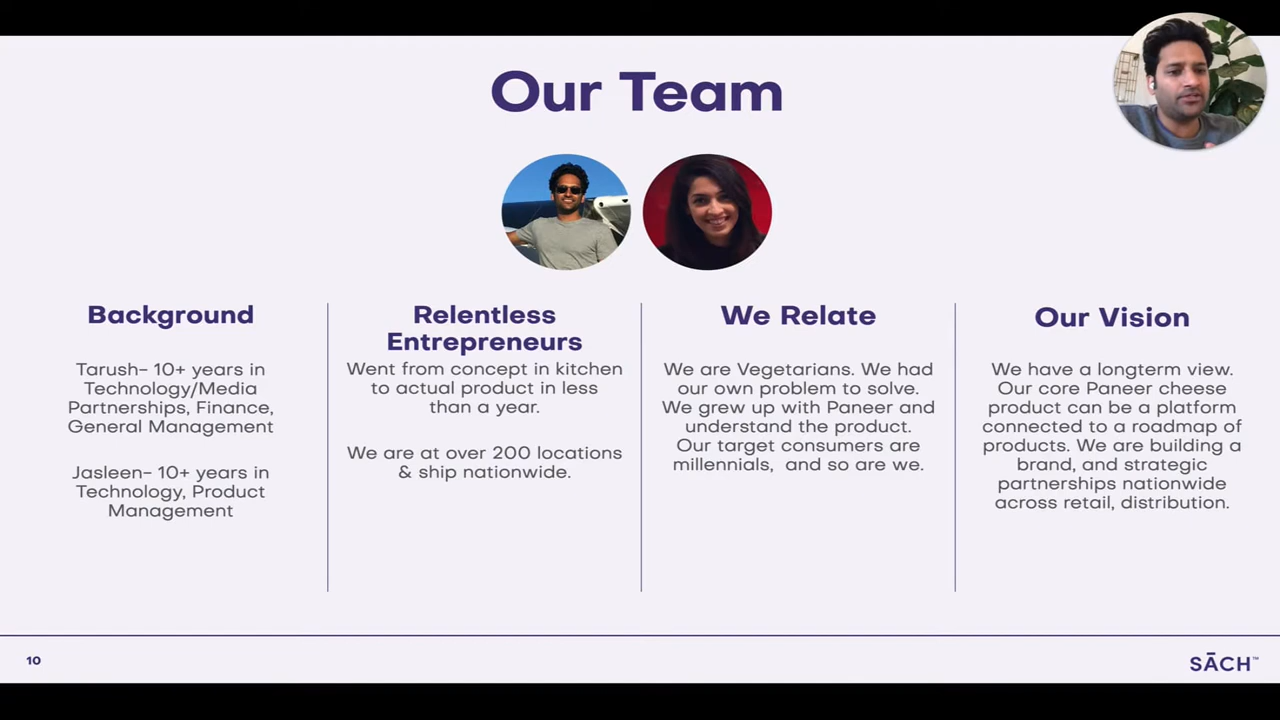 Our Team
Background
Tarush– 10+ years in
Technology/Media
Partnerships, Finance,
General Management
Jasleen– 10+ years in
Technology, Product
Management
Relentless
Entrepreneurs
Went from concept in kitchen
to actual product in less
than a year.
We are at over 200 locations
& ship nationwide.
We Relate
We are Vegetarians. We had
our own problem to solve.
We grew up with Paneer and
understand the product.
Our target consumers are
millennials,  and so are we.
Our Vision
We have a longterm view.
Our core Paneer cheese
product can be a platform
connected to a roadmap of
products. We are building a
brand, and strategic
partnerships nationwide
across retail, distribution.
10
SĀCH™